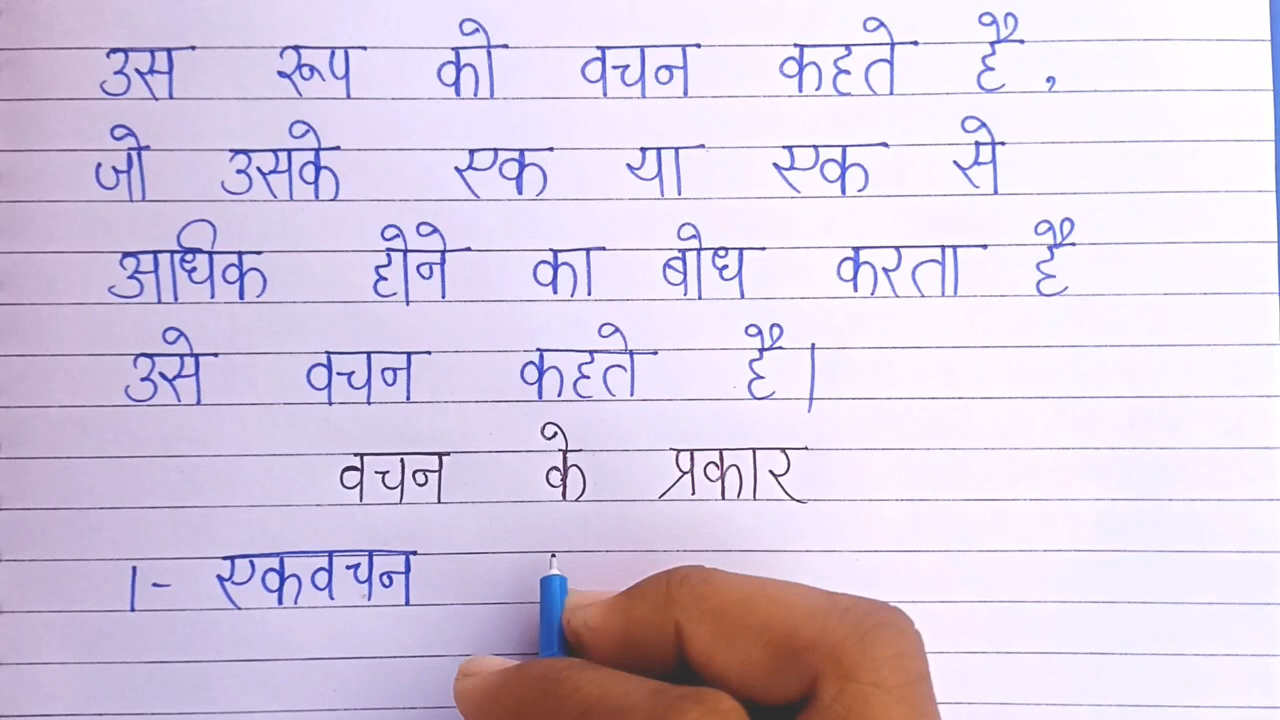 उस रूप को वचन कहते हैं,
जो उसके एक या एक से
अधिक होने का बोध करता है
उसे वचन कहते हैं।
वचन के प्रकार
1- एकवचन